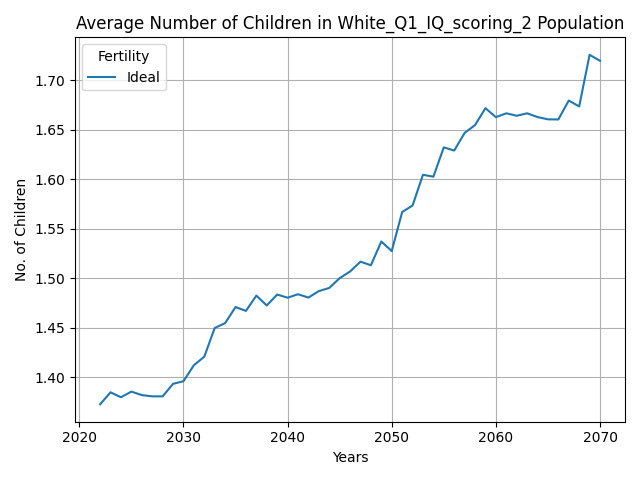 Average Number of Children in White_Q1_IQ_scoring_2 Population
Fertility
Ideal
No. of Children
1.70
1.65
1.60
1.55
1.50
1.45
1.40
2020 2030 2040 2050 2060 2070
Years